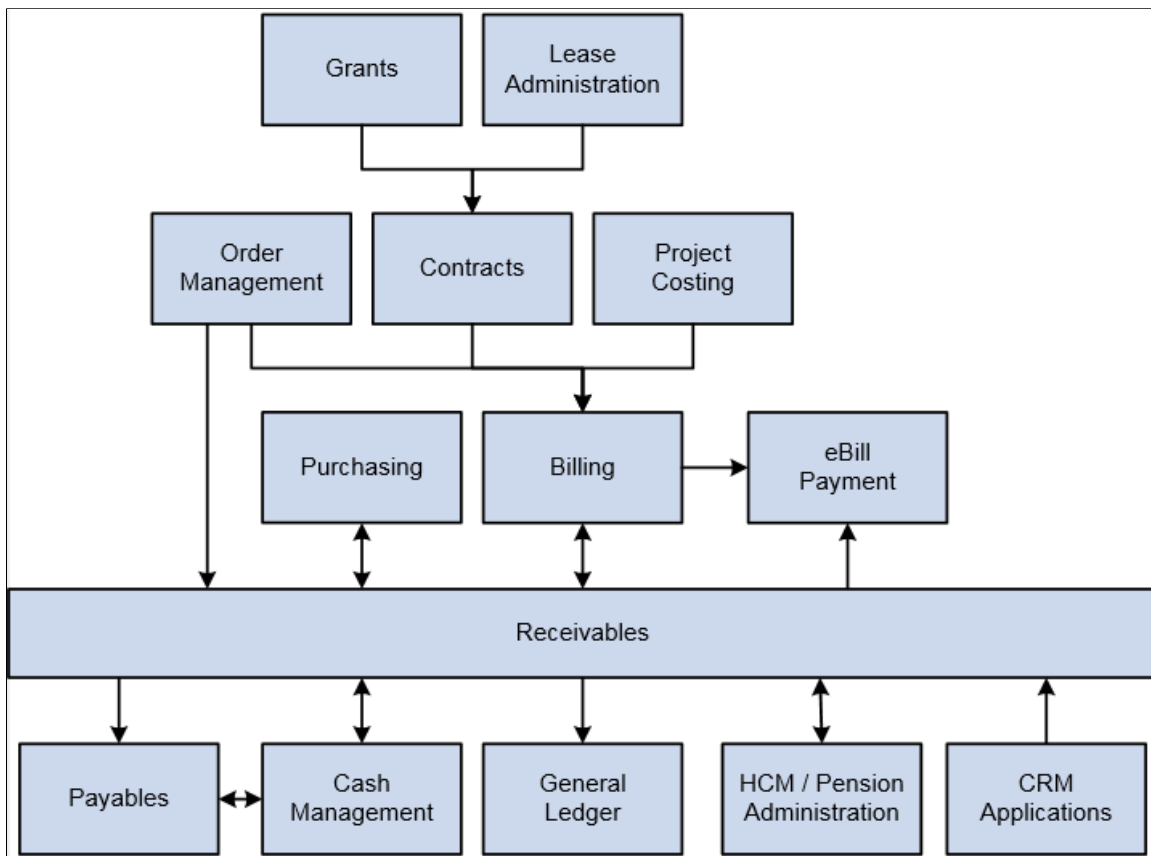 Grants
Lease
Administration
Order
Management
Contracts
Project
Costing
Purchasing
Billing
eBill
Payment
Receivables
Payables
Cash
Management
General
Ledger
HCM / Pension
Administration
CRM
Applications